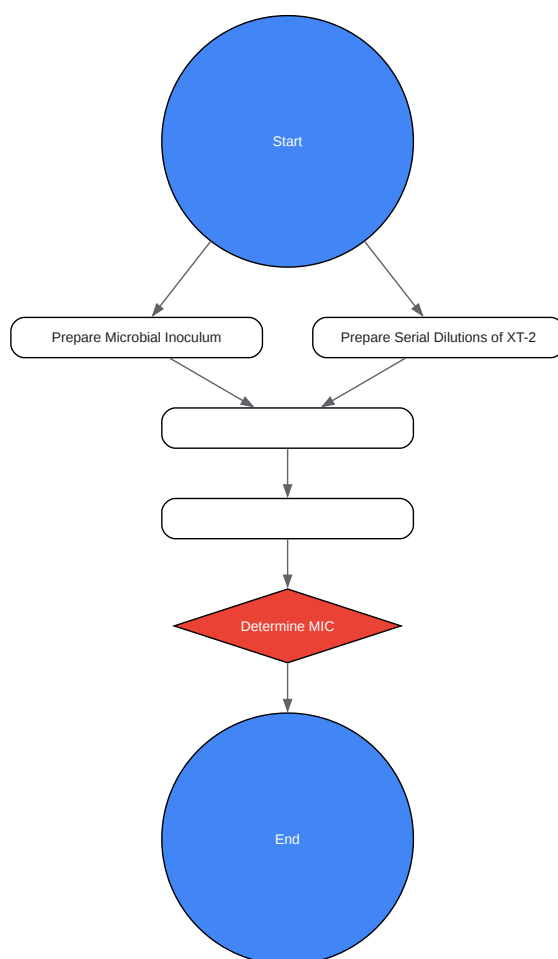 Start
Prepare Microbial Inoculum
Prepare Serial Dilutions of XT-2
Determine MIC
End